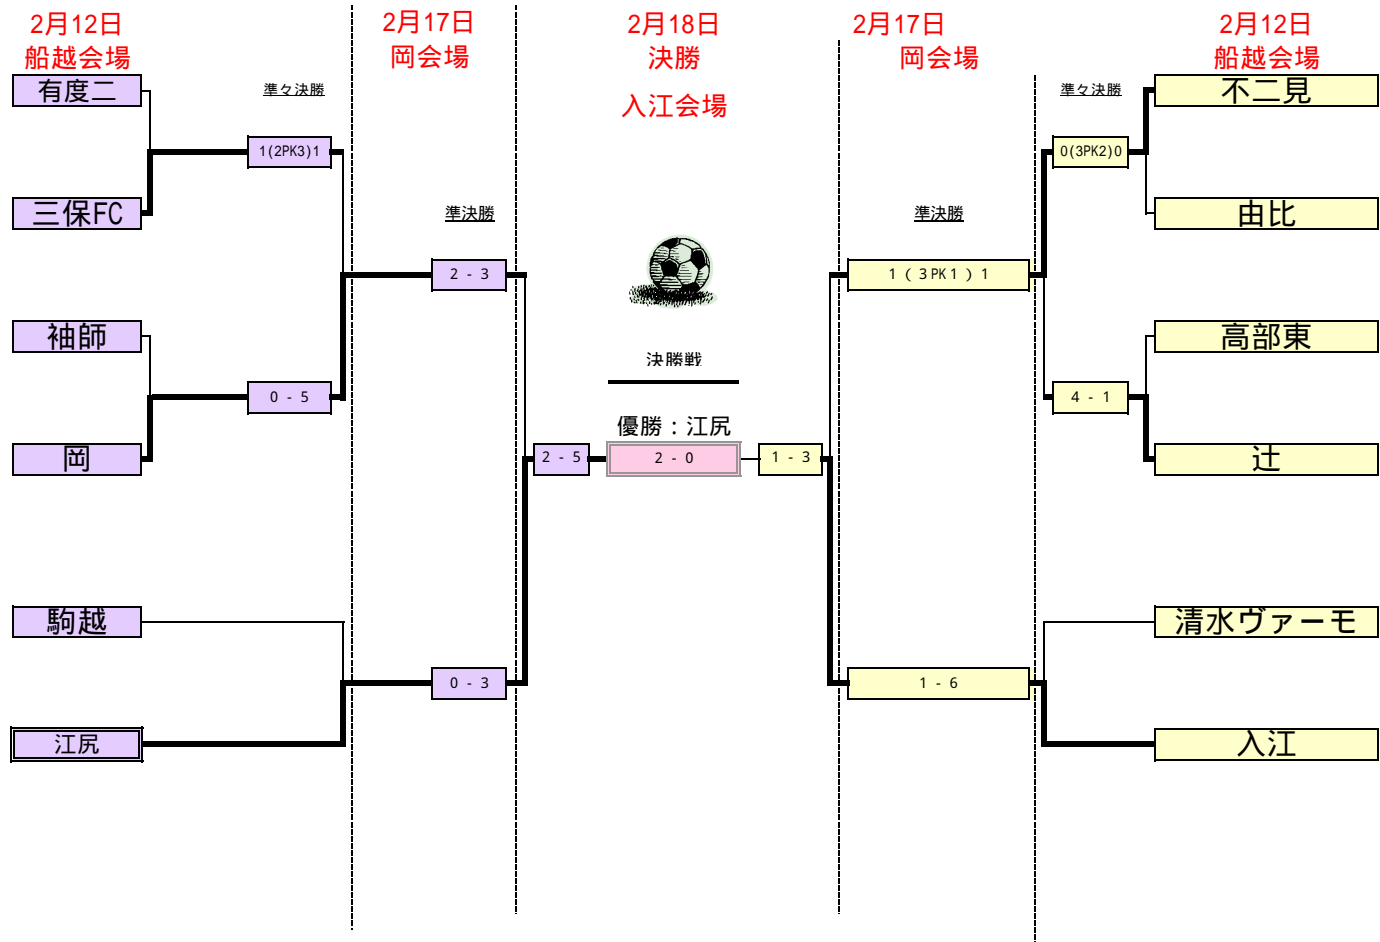 2月12日
船越会場
2月17日
岡会場
2月18日
決勝
入江会場
2月17日
岡会場
2月12日
船越会場
有度二
準々決勝
準々決勝
不二見
1(2PK3)1
0(3PK2)0
三保FC
準決勝
準決勝
由比
2 - 3
1 ( 3 PK 1 ) 1
袖師
決勝戦
高部東
0 - 5
4 - 1
優勝：江尻
岡
2 - 5
2 - 0
1 - 3
辻
駒越
清水ヴァーモ
0 - 3
1 - 6
江尻
入江